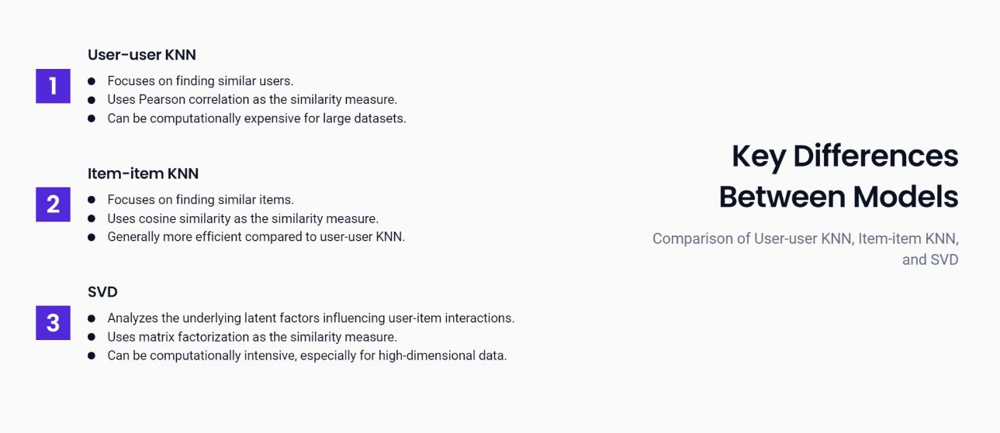 User-user KNN
1
Focuses on finding similar users.
Uses Pearson correlation as the similarity measure.
Can be computationally expensive for large datasets.
Item-item KNN
2
Focuses on finding similar items.
Uses cosine similarity as the similarity measure.
Generally more efficient compared to user-user KNN.
SVD
3
Analyzes the underlying latent factors influencing user-item interactions.
Uses matrix factorization as the similarity measure.
Can be computationally intensive, especially for high-dimensional data.
Key Differences
Between Models
Comparison of User-user KNN, Item-item KNN,
and SVD